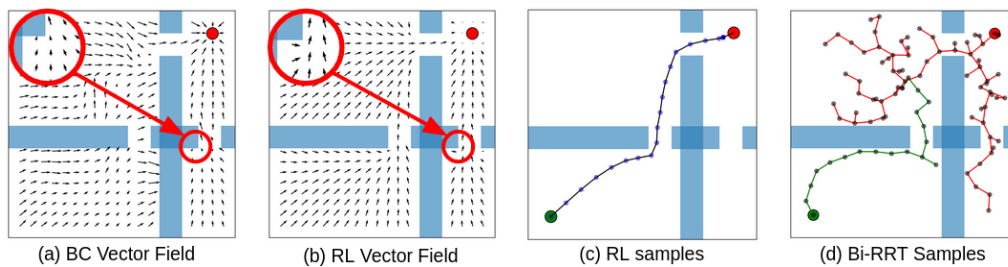 (a) BC Vector Field
(b) RL Vector Field
(c) RL samples
(d) Bi-RRT Samples